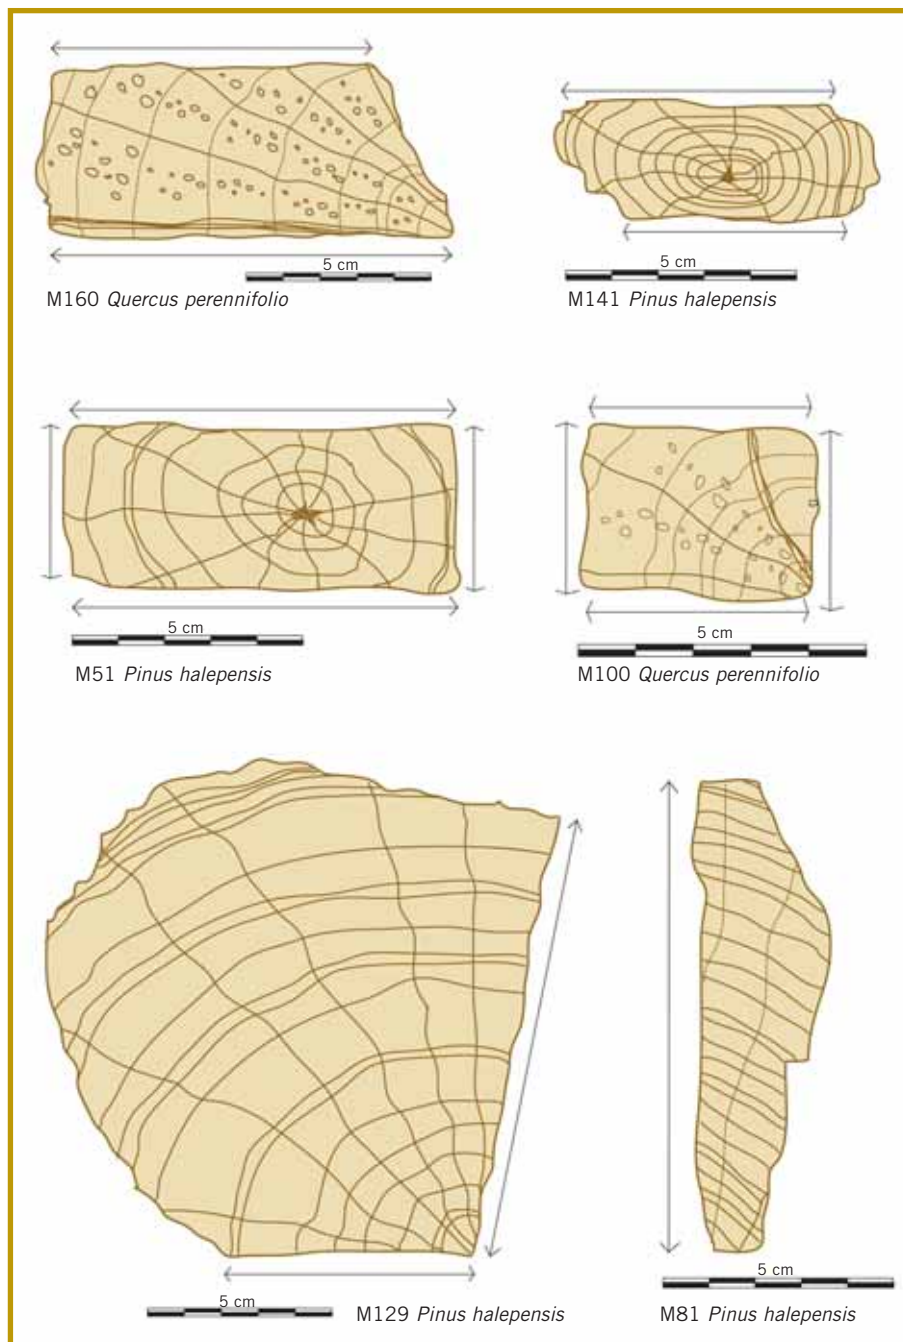 5 cm
M160 Quercus perennifolio
5 cm
M141 Pinus halepensis
5 cm
M51 Pinus halepensis
5 cm
M100 Quercus perennifolio
5 cm
M129 Pinus halepensis
5 cm
M81 Pinus halepensis